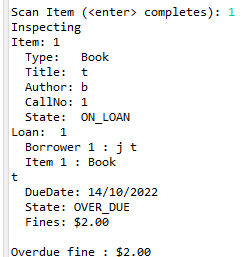 Scan Item (<enter> completes): 1
Inspecting
Item: 1
  Type:   Book
  Title:  t
  Author: b
  CallNo: 1
  State:  ON_LOAN
Loan:  1
  Borrower 1 : j t
  Item 1 : Book
t
  DueDate: 14/10/2022
  State: OVER_DUE
  Fines: $2.00

Overdue fine : $2.00